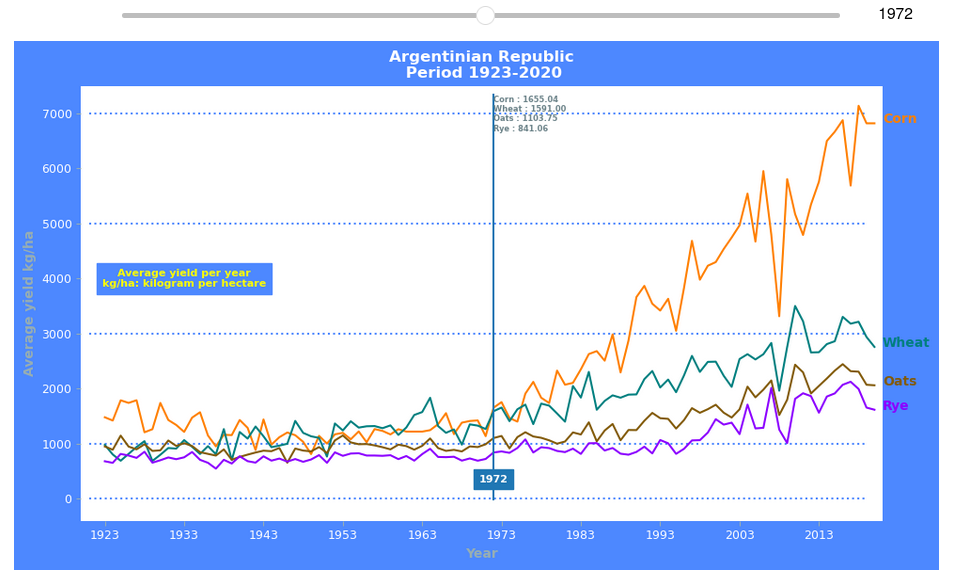 1972
Argentinian Republic
Period 1923-2020
Corn : 1655.04
Wheat : 1591.00
Oats : 1103.75
Rye : 841.06
7000
6000
5000
4000
3000
2000
1000
0
Average yield kg/ha
Average yield per year
kg/ha: kilogram per hectare
Corn
Wheat
Oats
Rye
1972
1923
1933
1943
1953
1963
1973
1983
1993
2003
2013
Year